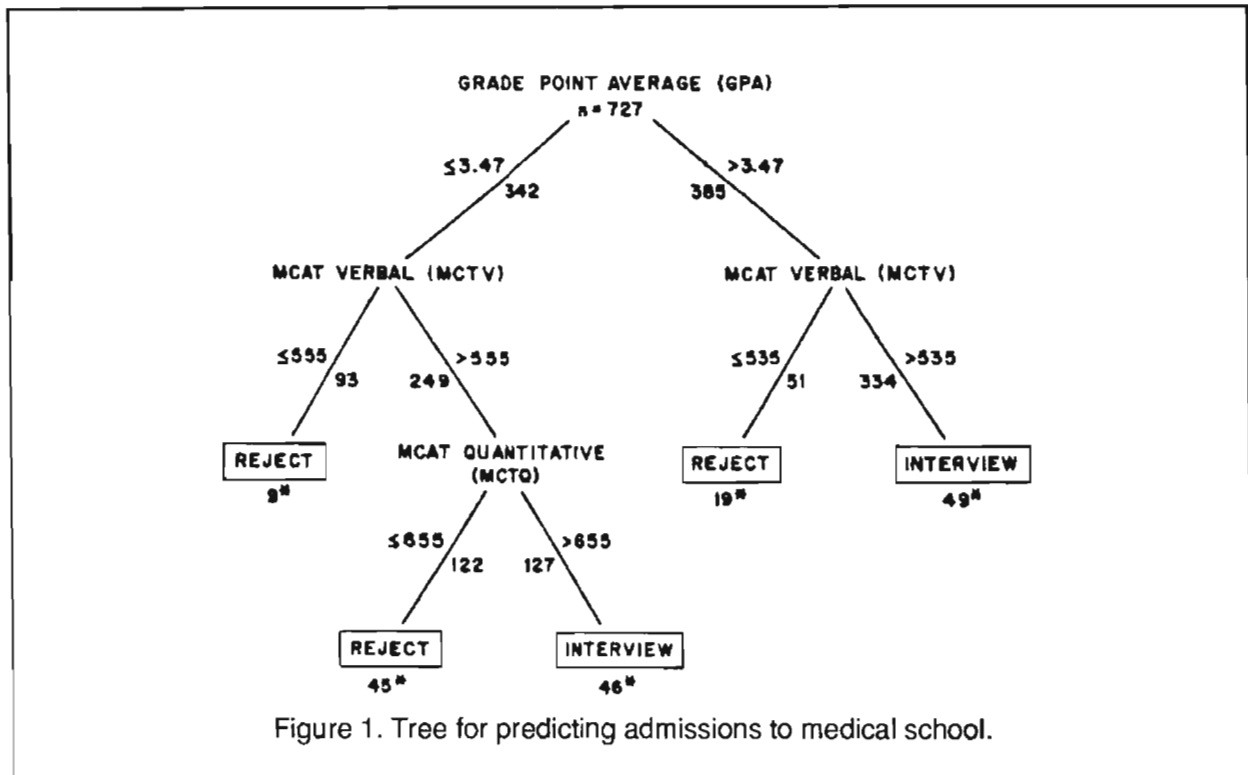 GRADE POINT AVERAGE (GPA)
n = 727
≤3.47
342
>3.47
385
MCAT VERBAL (MCTV)
MCAT VERBAL (MCTV)
≤555
93
>555
249
≤535
51
>535
334
REJECT
9*
MCAT QUANTITATIVE
(MCTQ)
REJECT
19*
INTERVIEW
49*
≤655
122
>655
127
REJECT
45*
INTERVIEW
46*
Figure 1. Tree for predicting admissions to medical school.